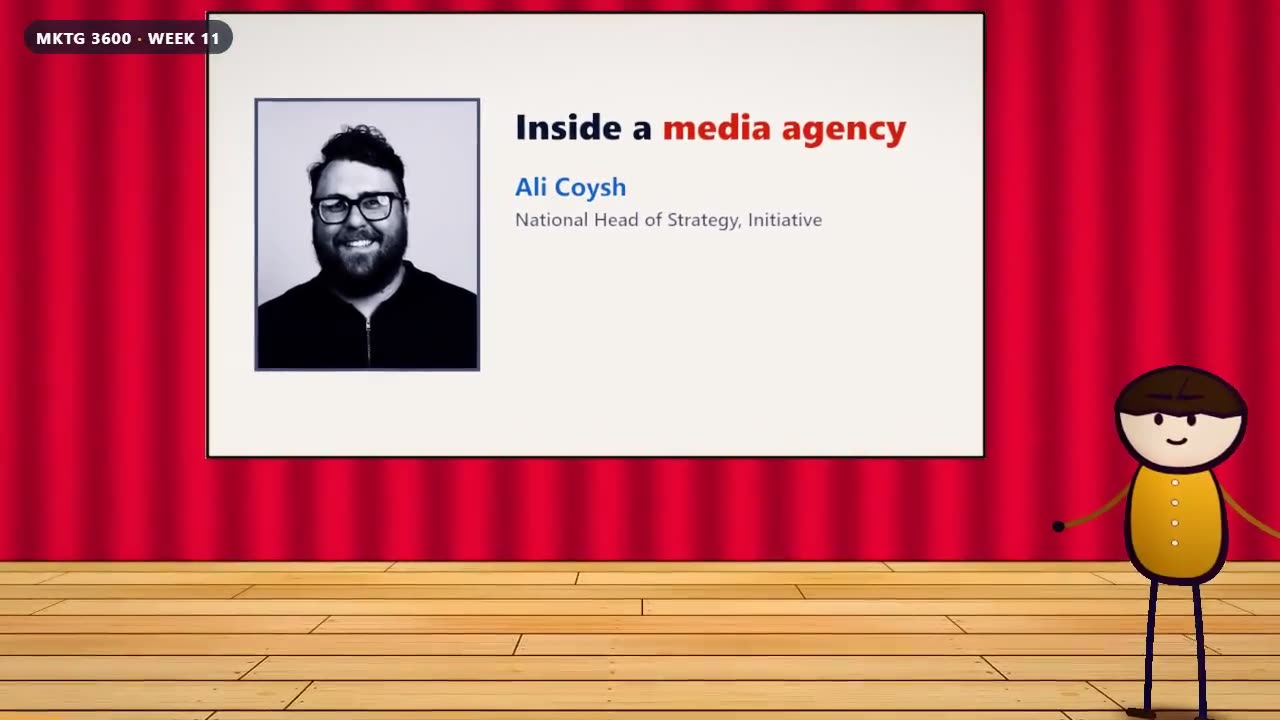 MKTG 3600 · WEEK 11
Inside a media agency
Ali Coysh
National Head of Strategy, Initiative